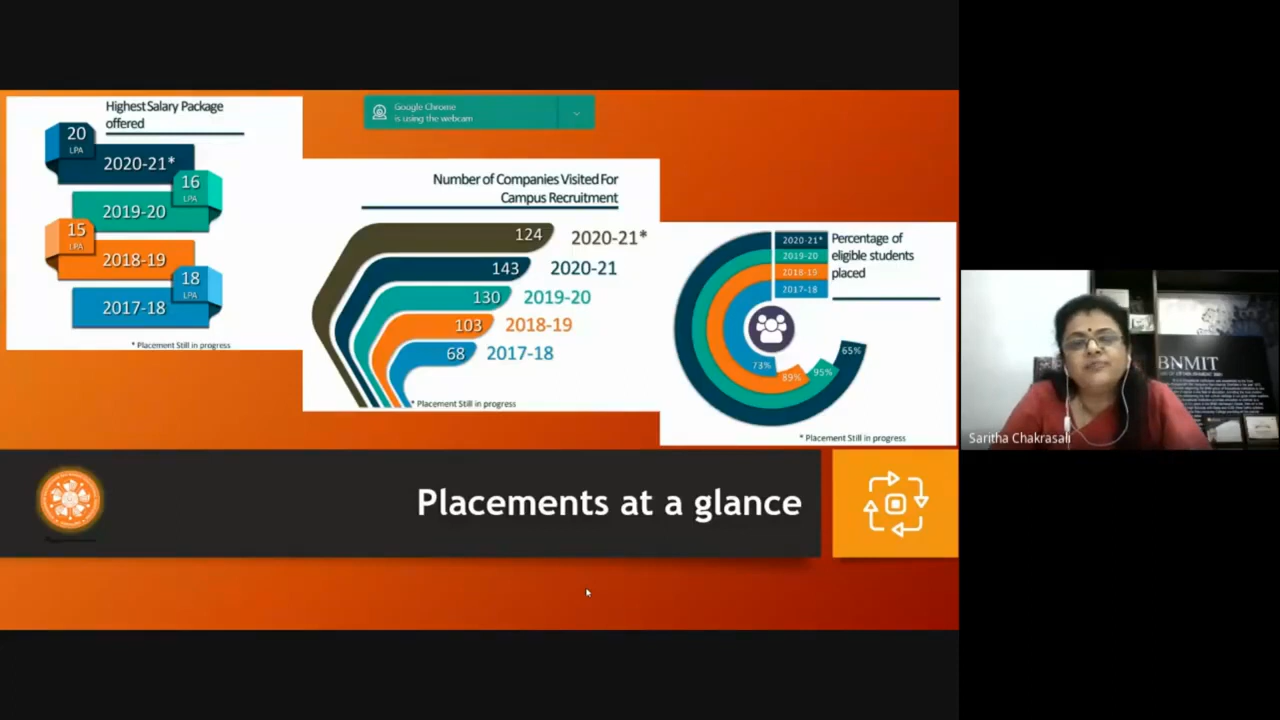 Highest Salary Package
offered
20
LPA
2020-21*
16
LPA
2019-20
15
LPA
2018-19
18
LPA
2017-18
* Placement Still in progress
Google Chrome
is using the webcam
Number of Companies Visited For
Campus Recruitment
124 2020-21*
143 2020-21
130 2019-20
103 2018-19
68 2017-18
* Placement Still in progress
2020-21*
2019-20
2018-19
2017-18
Percentage of
eligible students
placed
65%
95%
89%
73%
* Placement Still in progress
Placements at a glance
BNMIT
Saritha Chakrasali